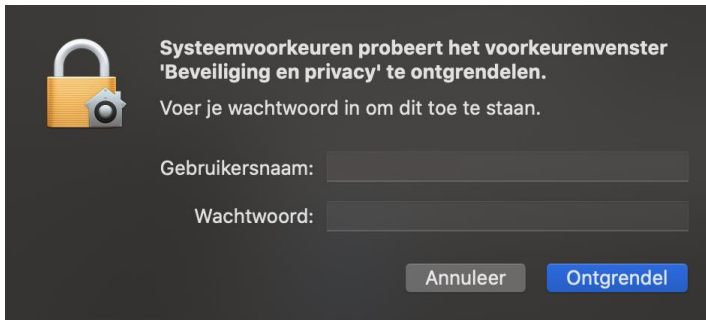 Systeemvoorkeuren probeert het voorkeurenvenster
'Beveiliging en privacy' te ontgrendelen.
Voer je wachtwoord in om dit toe te staan.
Gebruikersnaam:
Wachtwoord:
Annuleer Ontgrendel